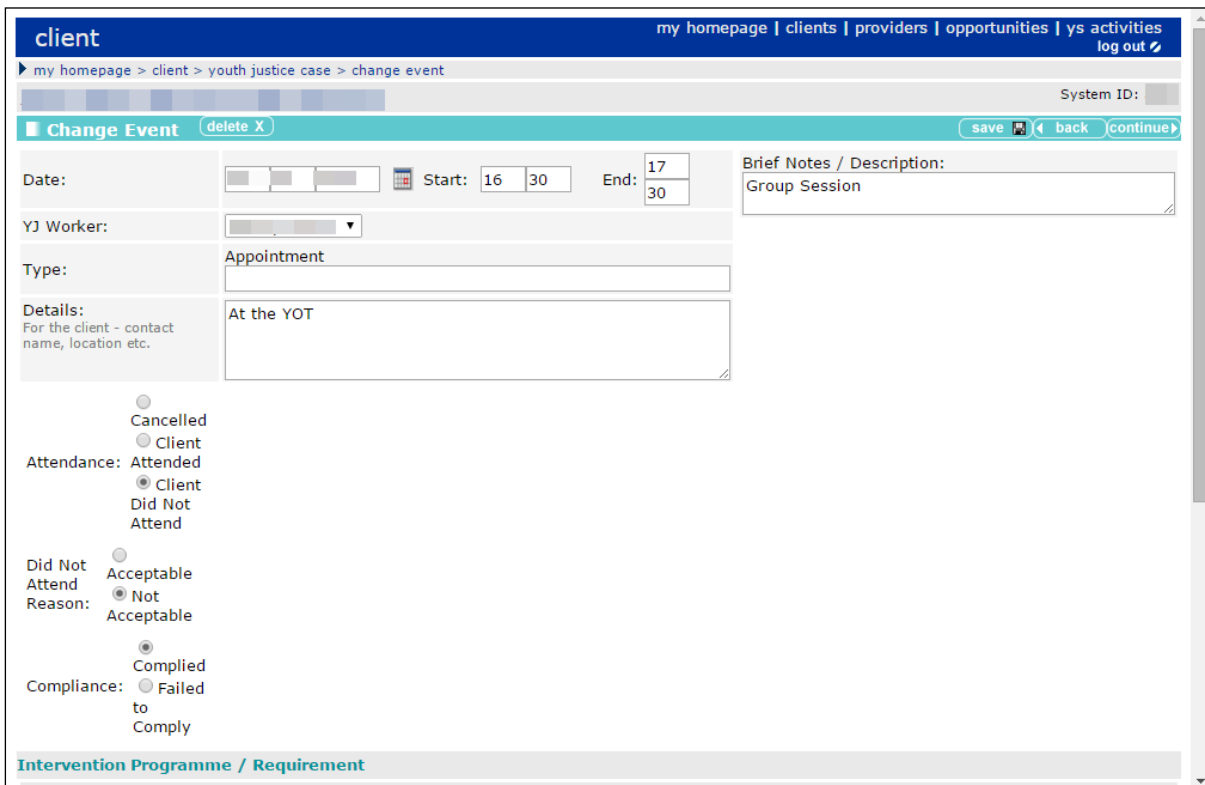 client
my homepage | clients | providers | opportunities | ys activities
log out
my homepage > client > youth justice case > change event
System ID:
Change Event
delete X
save
back
continue
Date:
Start: 16 30
End: 17
30
Brief Notes / Description:
Group Session
YJ Worker:
Type:
Appointment
Details:
For the client - contact
name, location etc.
At the YOT
Attendance:
Cancelled
Client
Attended
Client
Did Not
Attend
Did Not
Attend
Reason:
Acceptable
Not
Acceptable
Compliance:
Complied
Failed
to
Comply
Intervention Programme / Requirement